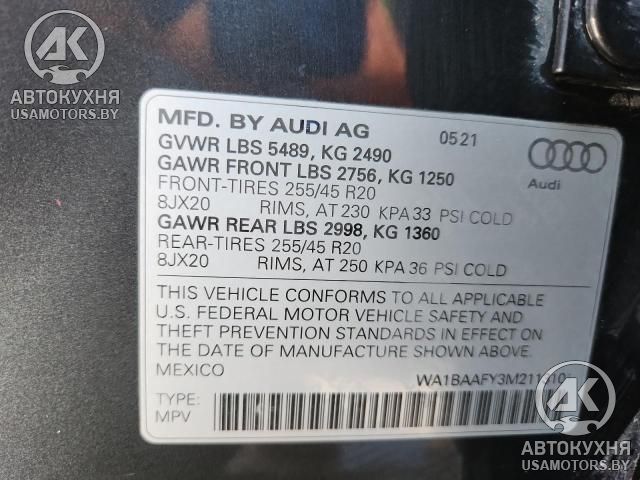 AK
АВТОКУХНЯ
USAMOTORS.BY
MFD. BY AUDI AG 0521
GVWR LBS 5489, KG 2490
GAWR FRONT LBS 2756, KG 1250
FRONT-TIRES 255/45 R20
8JX20 RIMS, AT 230 KPA 33 PSI COLD
GAWR REAR LBS 2998, KG 1360
REAR-TIRES 255/45 R20
8JX20 RIMS, AT 250 KPA 36 PSI COLD
Audi
THIS VEHICLE CONFORMS TO ALL APPLICABLE
U.S. FEDERAL MOTOR VEHICLE SAFETY AND
THEFT PREVENTION STANDARDS IN EFFECT ON
THE DATE OF MANUFACTURE SHOWN ABOVE.
MEXICO
TYPE:
MPV
AK
АВТОКУХНЯ
USAMOTORS.BY